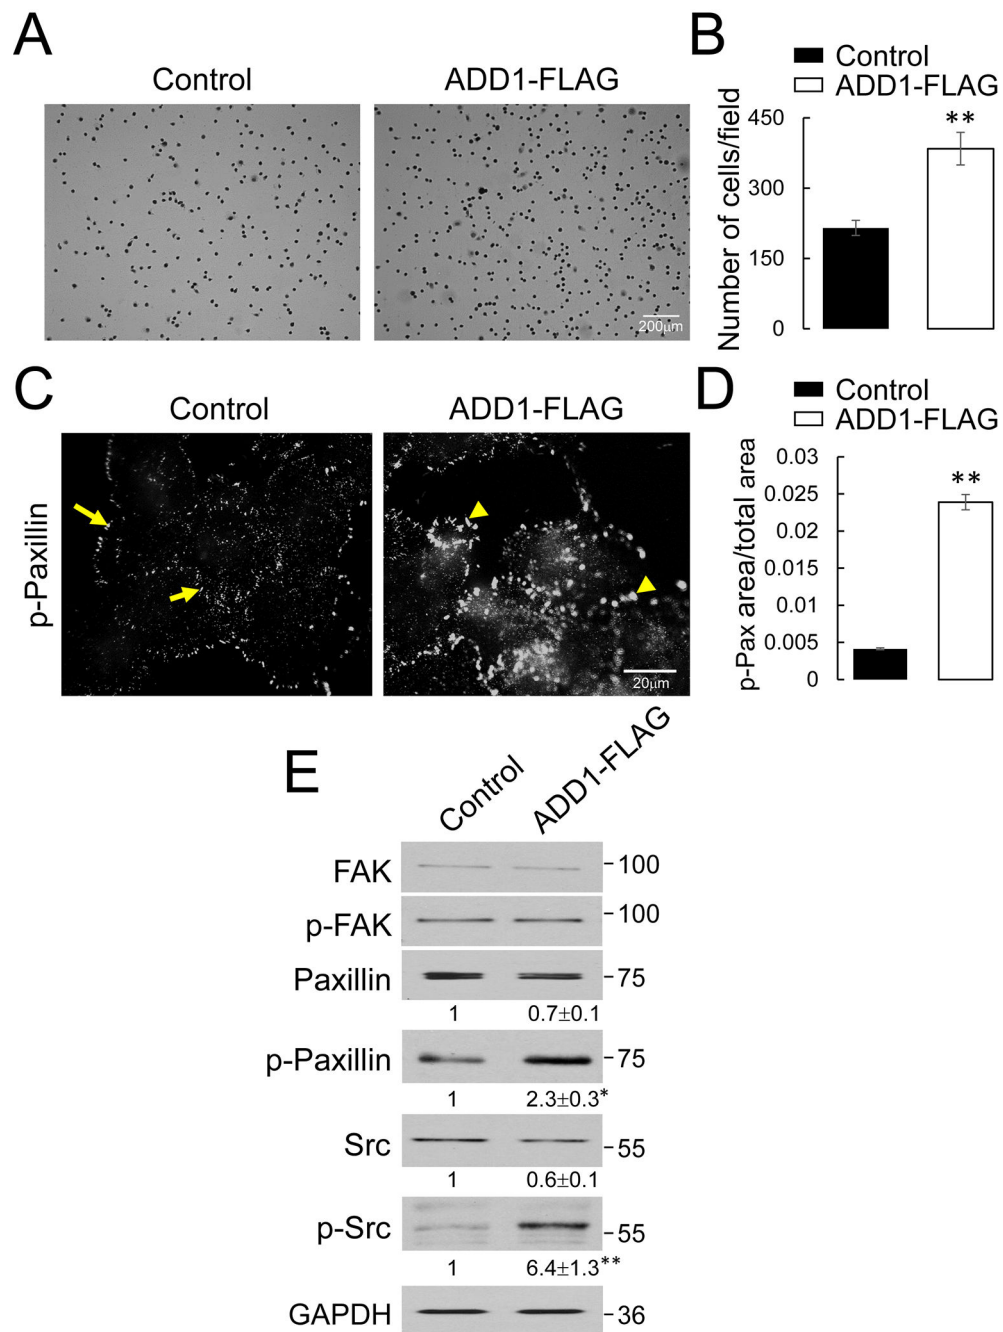 A
Control
ADD1-FLAG
200μm
B
Control
ADD1-FLAG
Number of cells/field
450
300
150
0
**
C
Control
ADD1-FLAG
p-Paxillin
20μm
D
Control
ADD1-FLAG
p-Pax area/total area
0.03
0.025
0.02
0.015
0.01
0.005
0
**
E
Control
ADD1-FLAG
FAK
100
p-FAK
100
Paxillin
75
1 0.7±0.1
p-Paxillin
75
1 2.3±0.3*
Src
55
1 0.6±0.1
p-Src
55
1 6.4±1.3**
GAPDH
36